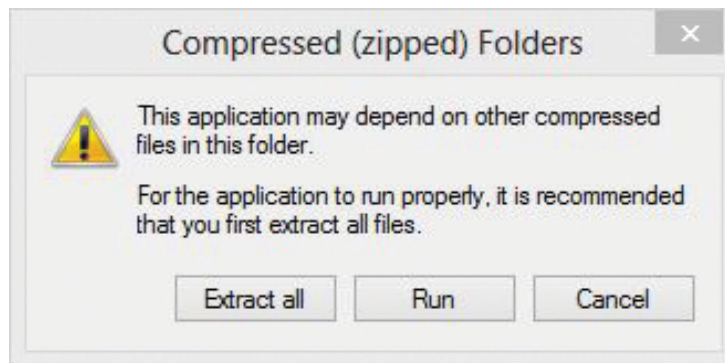 Compressed (zipped) Folders
This application may depend on other compressed
files in this folder.
For the application to run properly, it is recommended
that you first extract all files.
Extract all Run Cancel